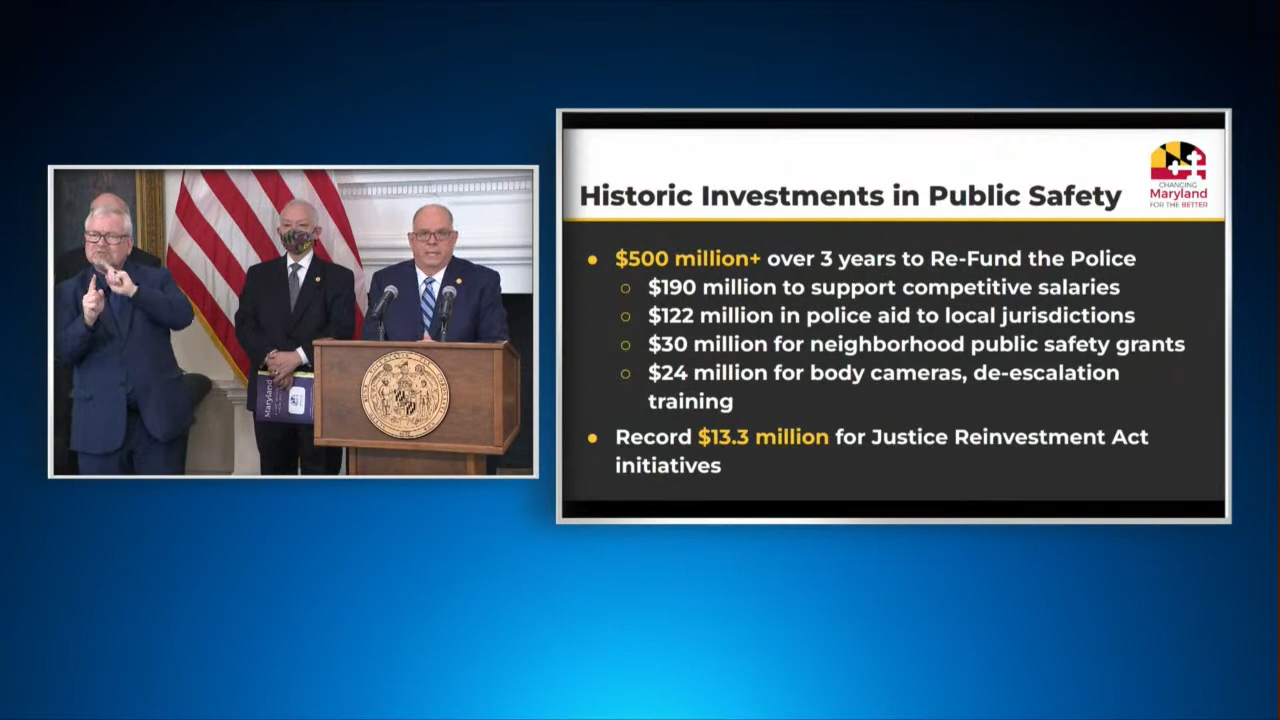 Historic Investments in Public Safety
CHANGING
Maryland
FOR THE BETTER
● $500 million+ over 3 years to Re-Fund the Police
○ $190 million to support competitive salaries
○ $122 million in police aid to local jurisdictions
○ $30 million for neighborhood public safety grants
○ $24 million for body cameras, de-escalation
training
● Record $13.3 million for Justice Reinvestment Act
initiatives
Maryland